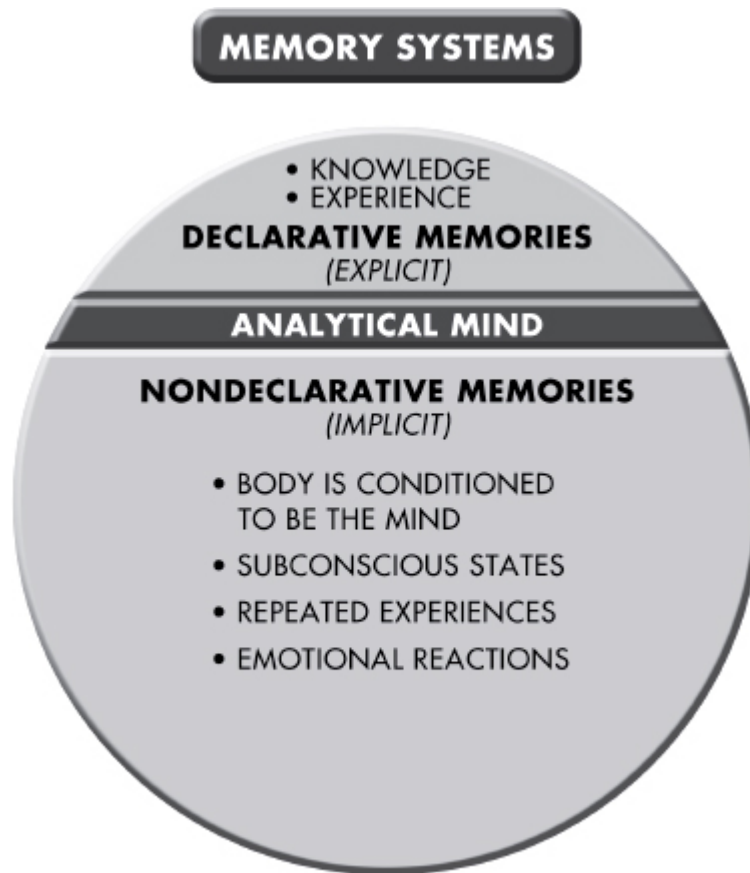 MEMORY SYSTEMS
• KNOWLEDGE
• EXPERIENCE
DECLARATIVE MEMORIES
(EXPLICIT)
ANALYTICAL MIND
NONDECLARATIVE MEMORIES
(IMPLICIT)
• BODY IS CONDITIONED
TO BE THE MIND
• SUBCONSCIOUS STATES
• REPEATED EXPERIENCES
• EMOTIONAL REACTIONS